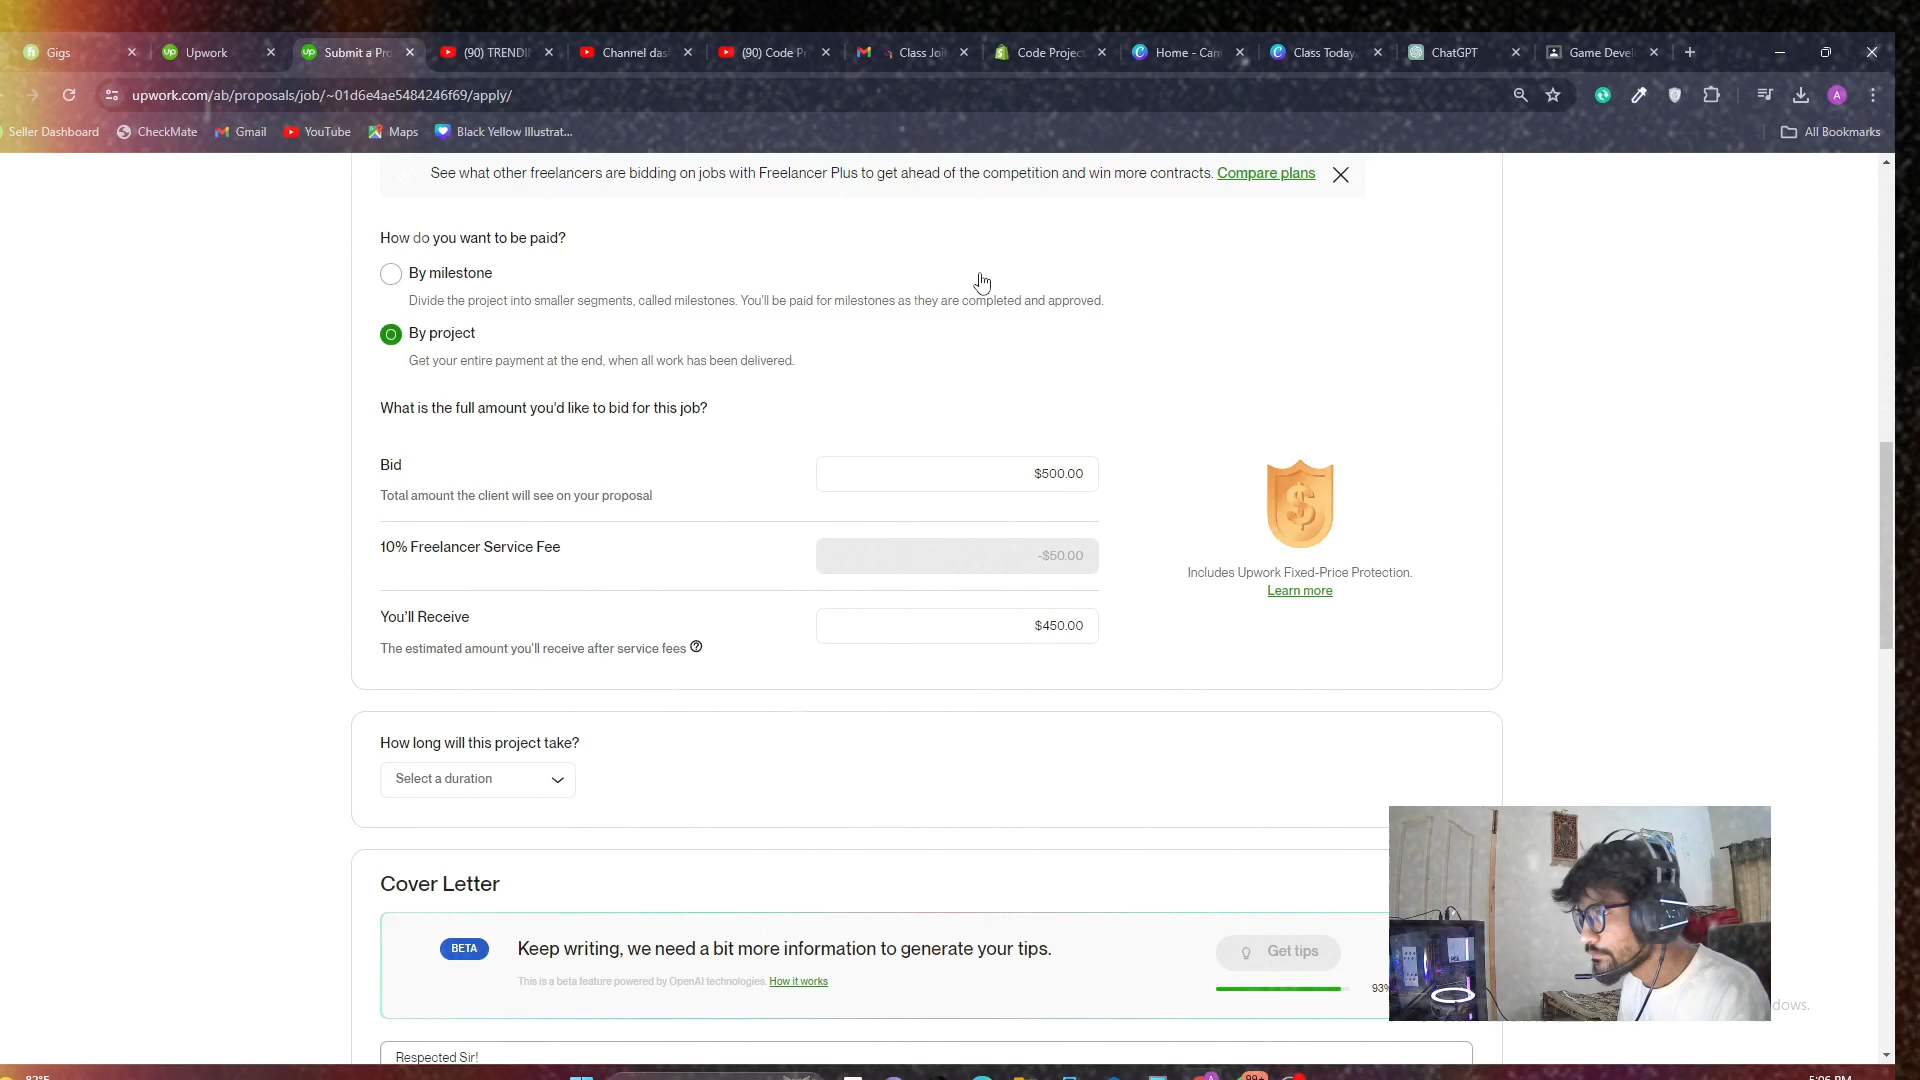 Gigs
Upwork
Submit a Pro
(90) TRENDI
Channel das
(90) Code Pr
Class Joi
Code Project
Home - Can
Class Today
ChatGPT
Game Devel
upwork.com/ab/proposals/job/~01d6e4ae5484246f69/apply/
Seller Dashboard
CheckMate
Gmail
YouTube
Maps
Black Yellow Illustrat...
All Bookmarks
See what other freelancers are bidding on jobs with Freelancer Plus to get ahead of the competition and win more contracts. Compare plans
How do you want to be paid?
By milestone
Divide the project into smaller segments, called milestones. You'll be paid for milestones as they are completed and approved.
By project
Get your entire payment at the end, when all work has been delivered.
What is the full amount you'd like to bid for this job?
Bid
$500.00
Total amount the client will see on your proposal
10% Freelancer Service Fee
-$50.00
Includes Upwork Fixed-Price Protection.
Learn more
You'll Receive
$450.00
The estimated amount you'll receive after service fees
How long will this project take?
Select a duration
Cover Letter
BETA
Keep writing, we need a bit more information to generate your tips.
Get tips
This is a beta feature powered by OpenAI technologies. How it works
93%
dows.
Respected Sir!
82°F
99+
5:06 PM